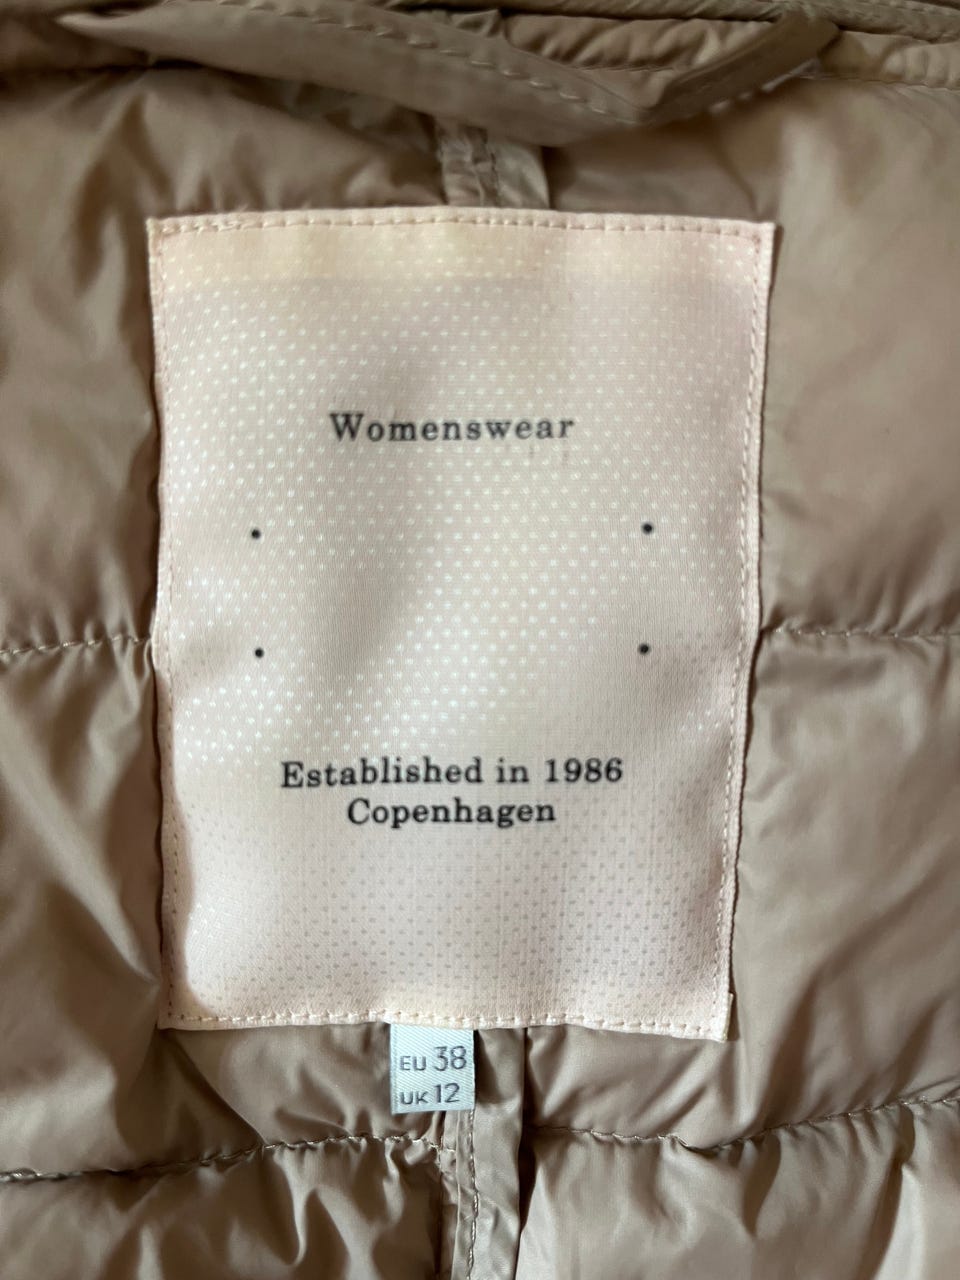 Womenswear
Established in 1986
Copenhagen
EU 38
UK 12